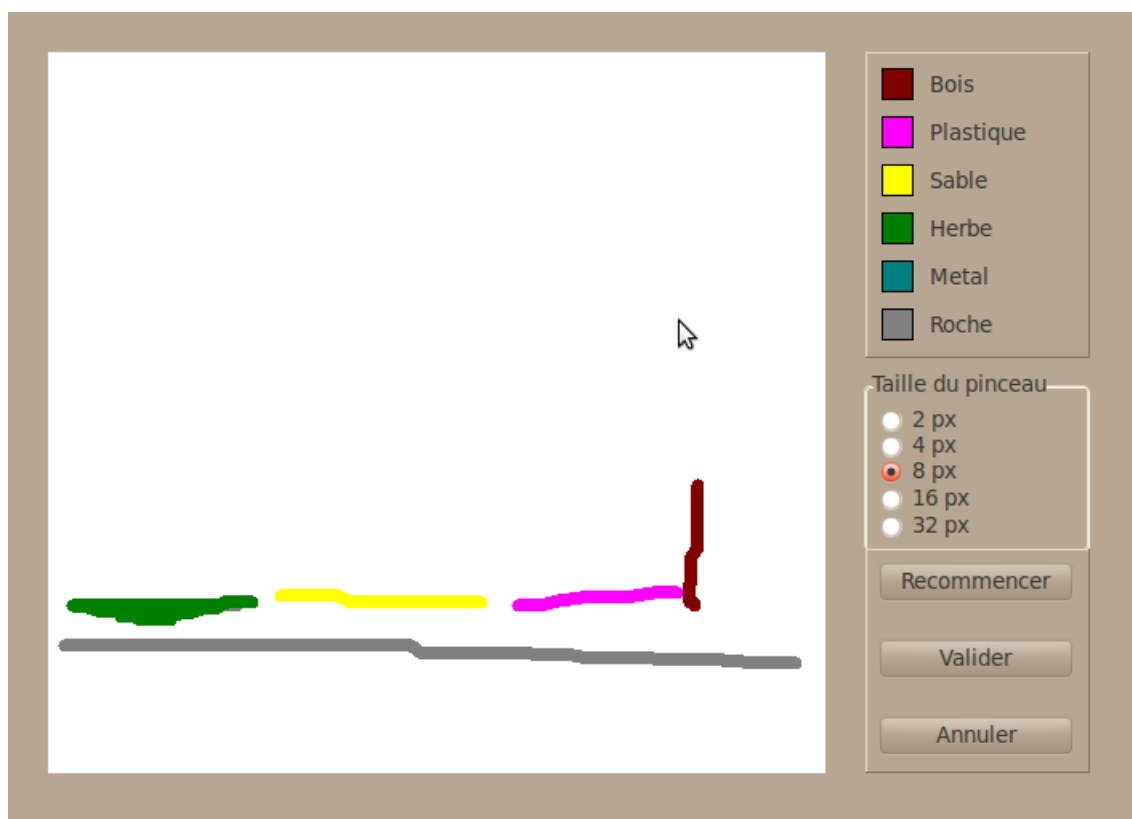 Bois
Plastique
Sable
Herbe
Metal
Roche
Taille du pinceau
2 px
4 px
8 px
16 px
32 px
Recommencer
Valider
Annuler